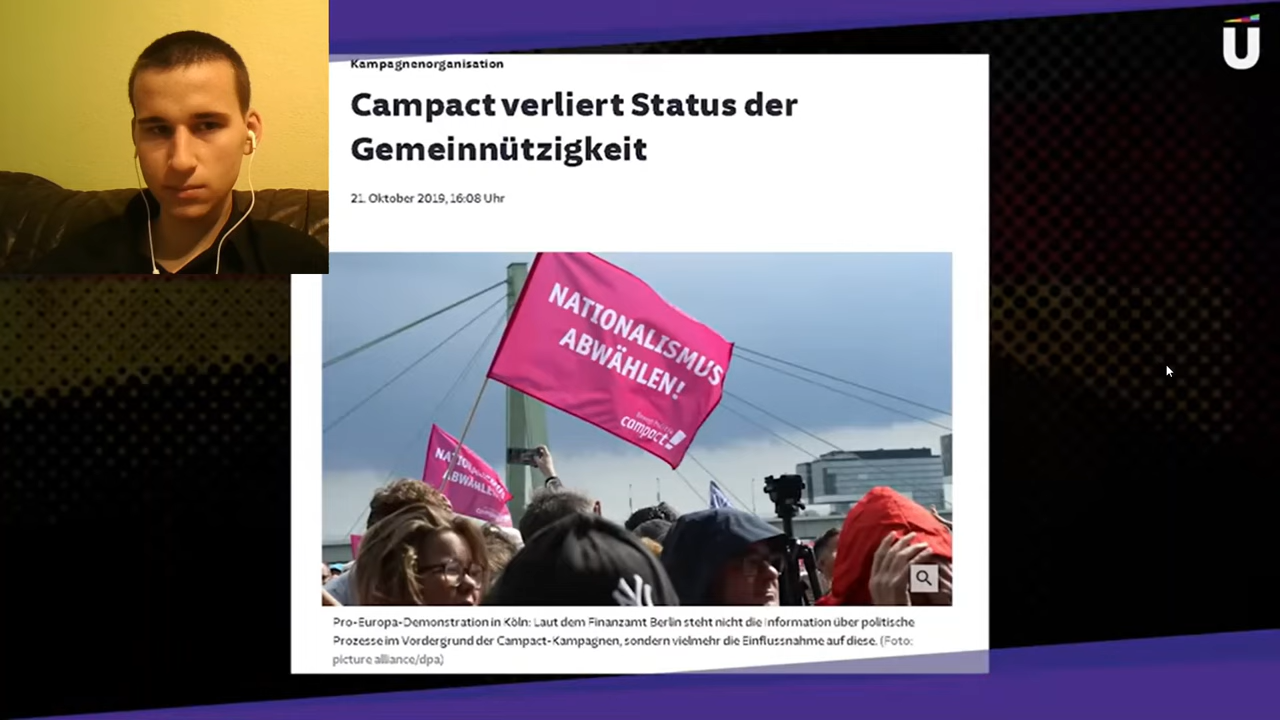 Ü
Kampagnenorganisation
Campact verliert Status der
Gemeinnützigkeit
21. Oktober 2019, 16:08 Uhr
NATIONALISMUS
ABWÄHLEN!
campact
NATIONALISMUS
ABWÄHLEN!
Pro-Europa-Demonstration in Köln: Laut dem Finanzamt Berlin steht nicht die Information über politische
Prozesse im Vordergrund der Campact-Kampagnen, sondern vielmehr die Einflussnahme auf diese. (Foto:
picture alliance/dpa)